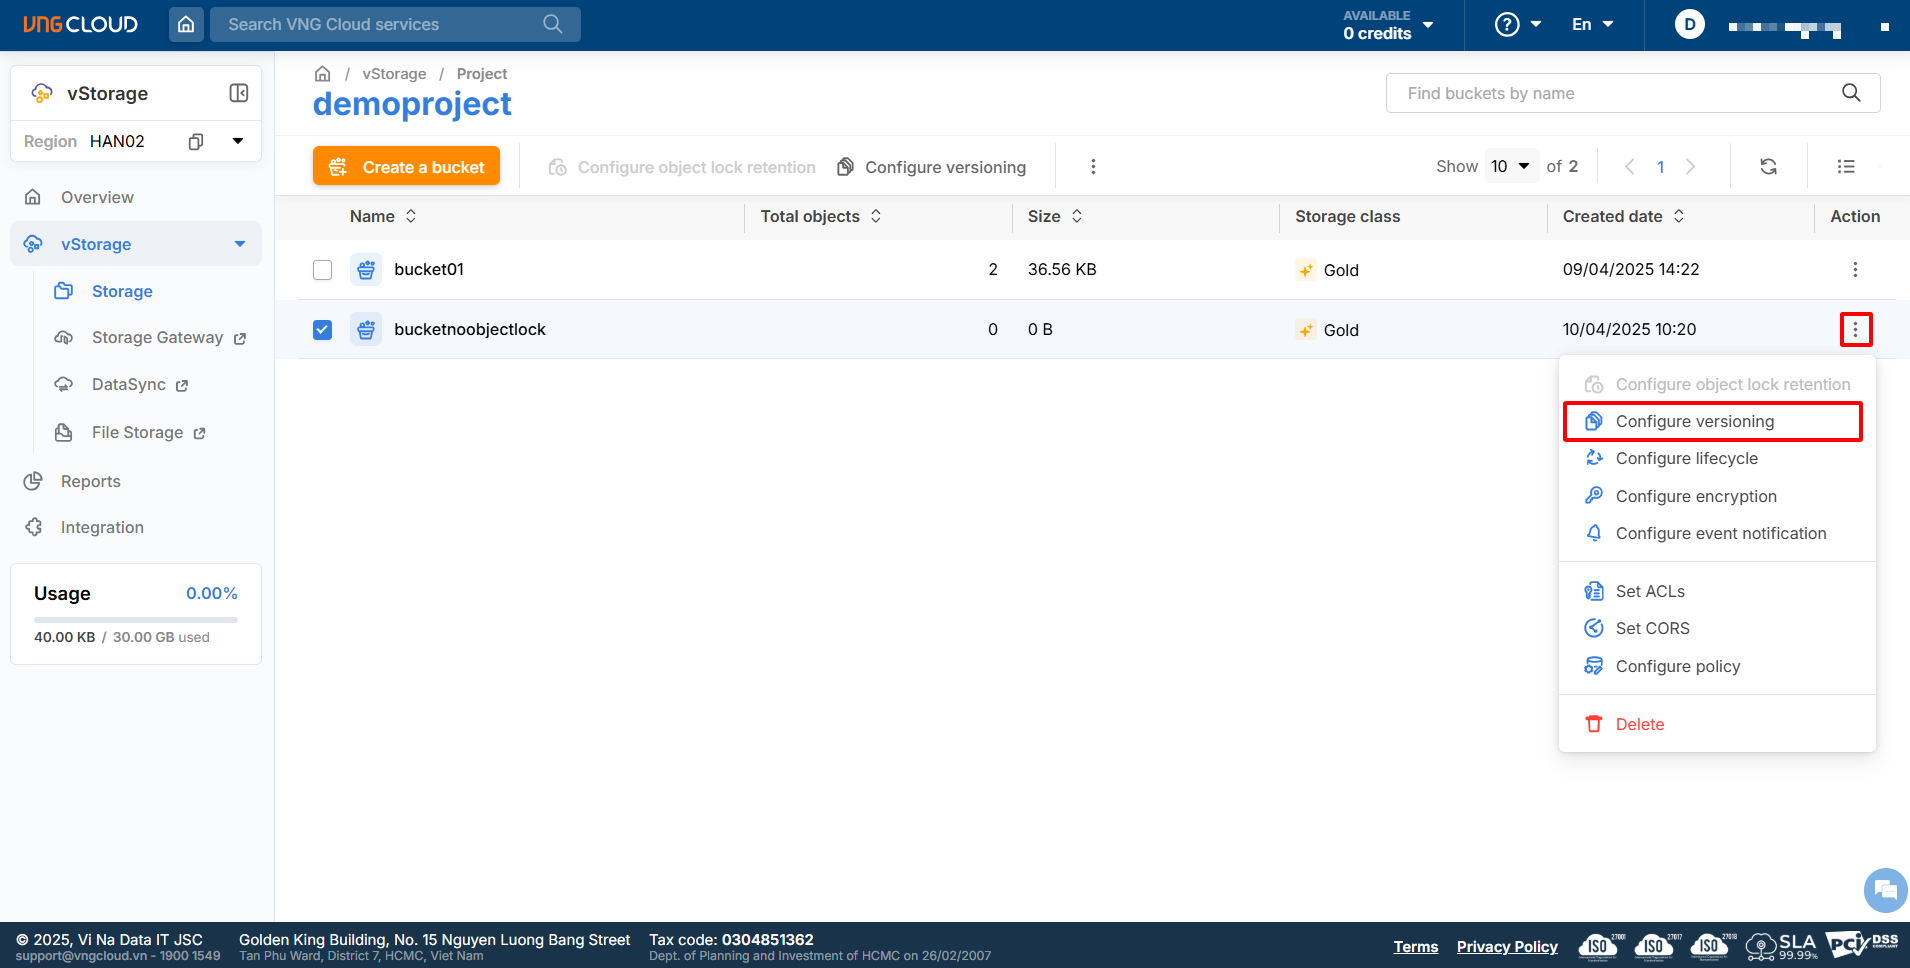 VNG CLOUD
Search VNG Cloud services
AVAILABLE
0 credits
En
D
vStorage
Region HAN02
Overview
vStorage
Storage
Storage Gateway
DataSync
File Storage
Reports
Integration
Usage 0.00%
40.00 KB / 30.00 GB used
/ vStorage / Project
demoproject
Find buckets by name
Create a bucket
Configure object lock retention
Configure versioning
Show 10 of 2
1
Name Total objects Size Storage class Created date Action
bucket01 2 36.56 KB Gold 09/04/2025 14:22
bucketnoobjectlock 0 0 B Gold 10/04/2025 10:20
Configure object lock retention
Configure versioning
Configure lifecycle
Configure encryption
Configure event notification
Set ACLs
Set CORS
Configure policy
Delete
© 2025, Vi Na Data IT JSC
support@vngcloud.vn - 1900 1549
Golden King Building, No. 15 Nguyen Luong Bang Street
Tan Phu Ward, District 7, HCMC, Viet Nam
Tax code: 0304851362
Dept. of Planning and Investment of HCMC on 26/02/2007
Terms
Privacy Policy
ISO 27001
ISO 27017
ISO 27018
SLA
99.99%
PCI DSS
COMPLIANT